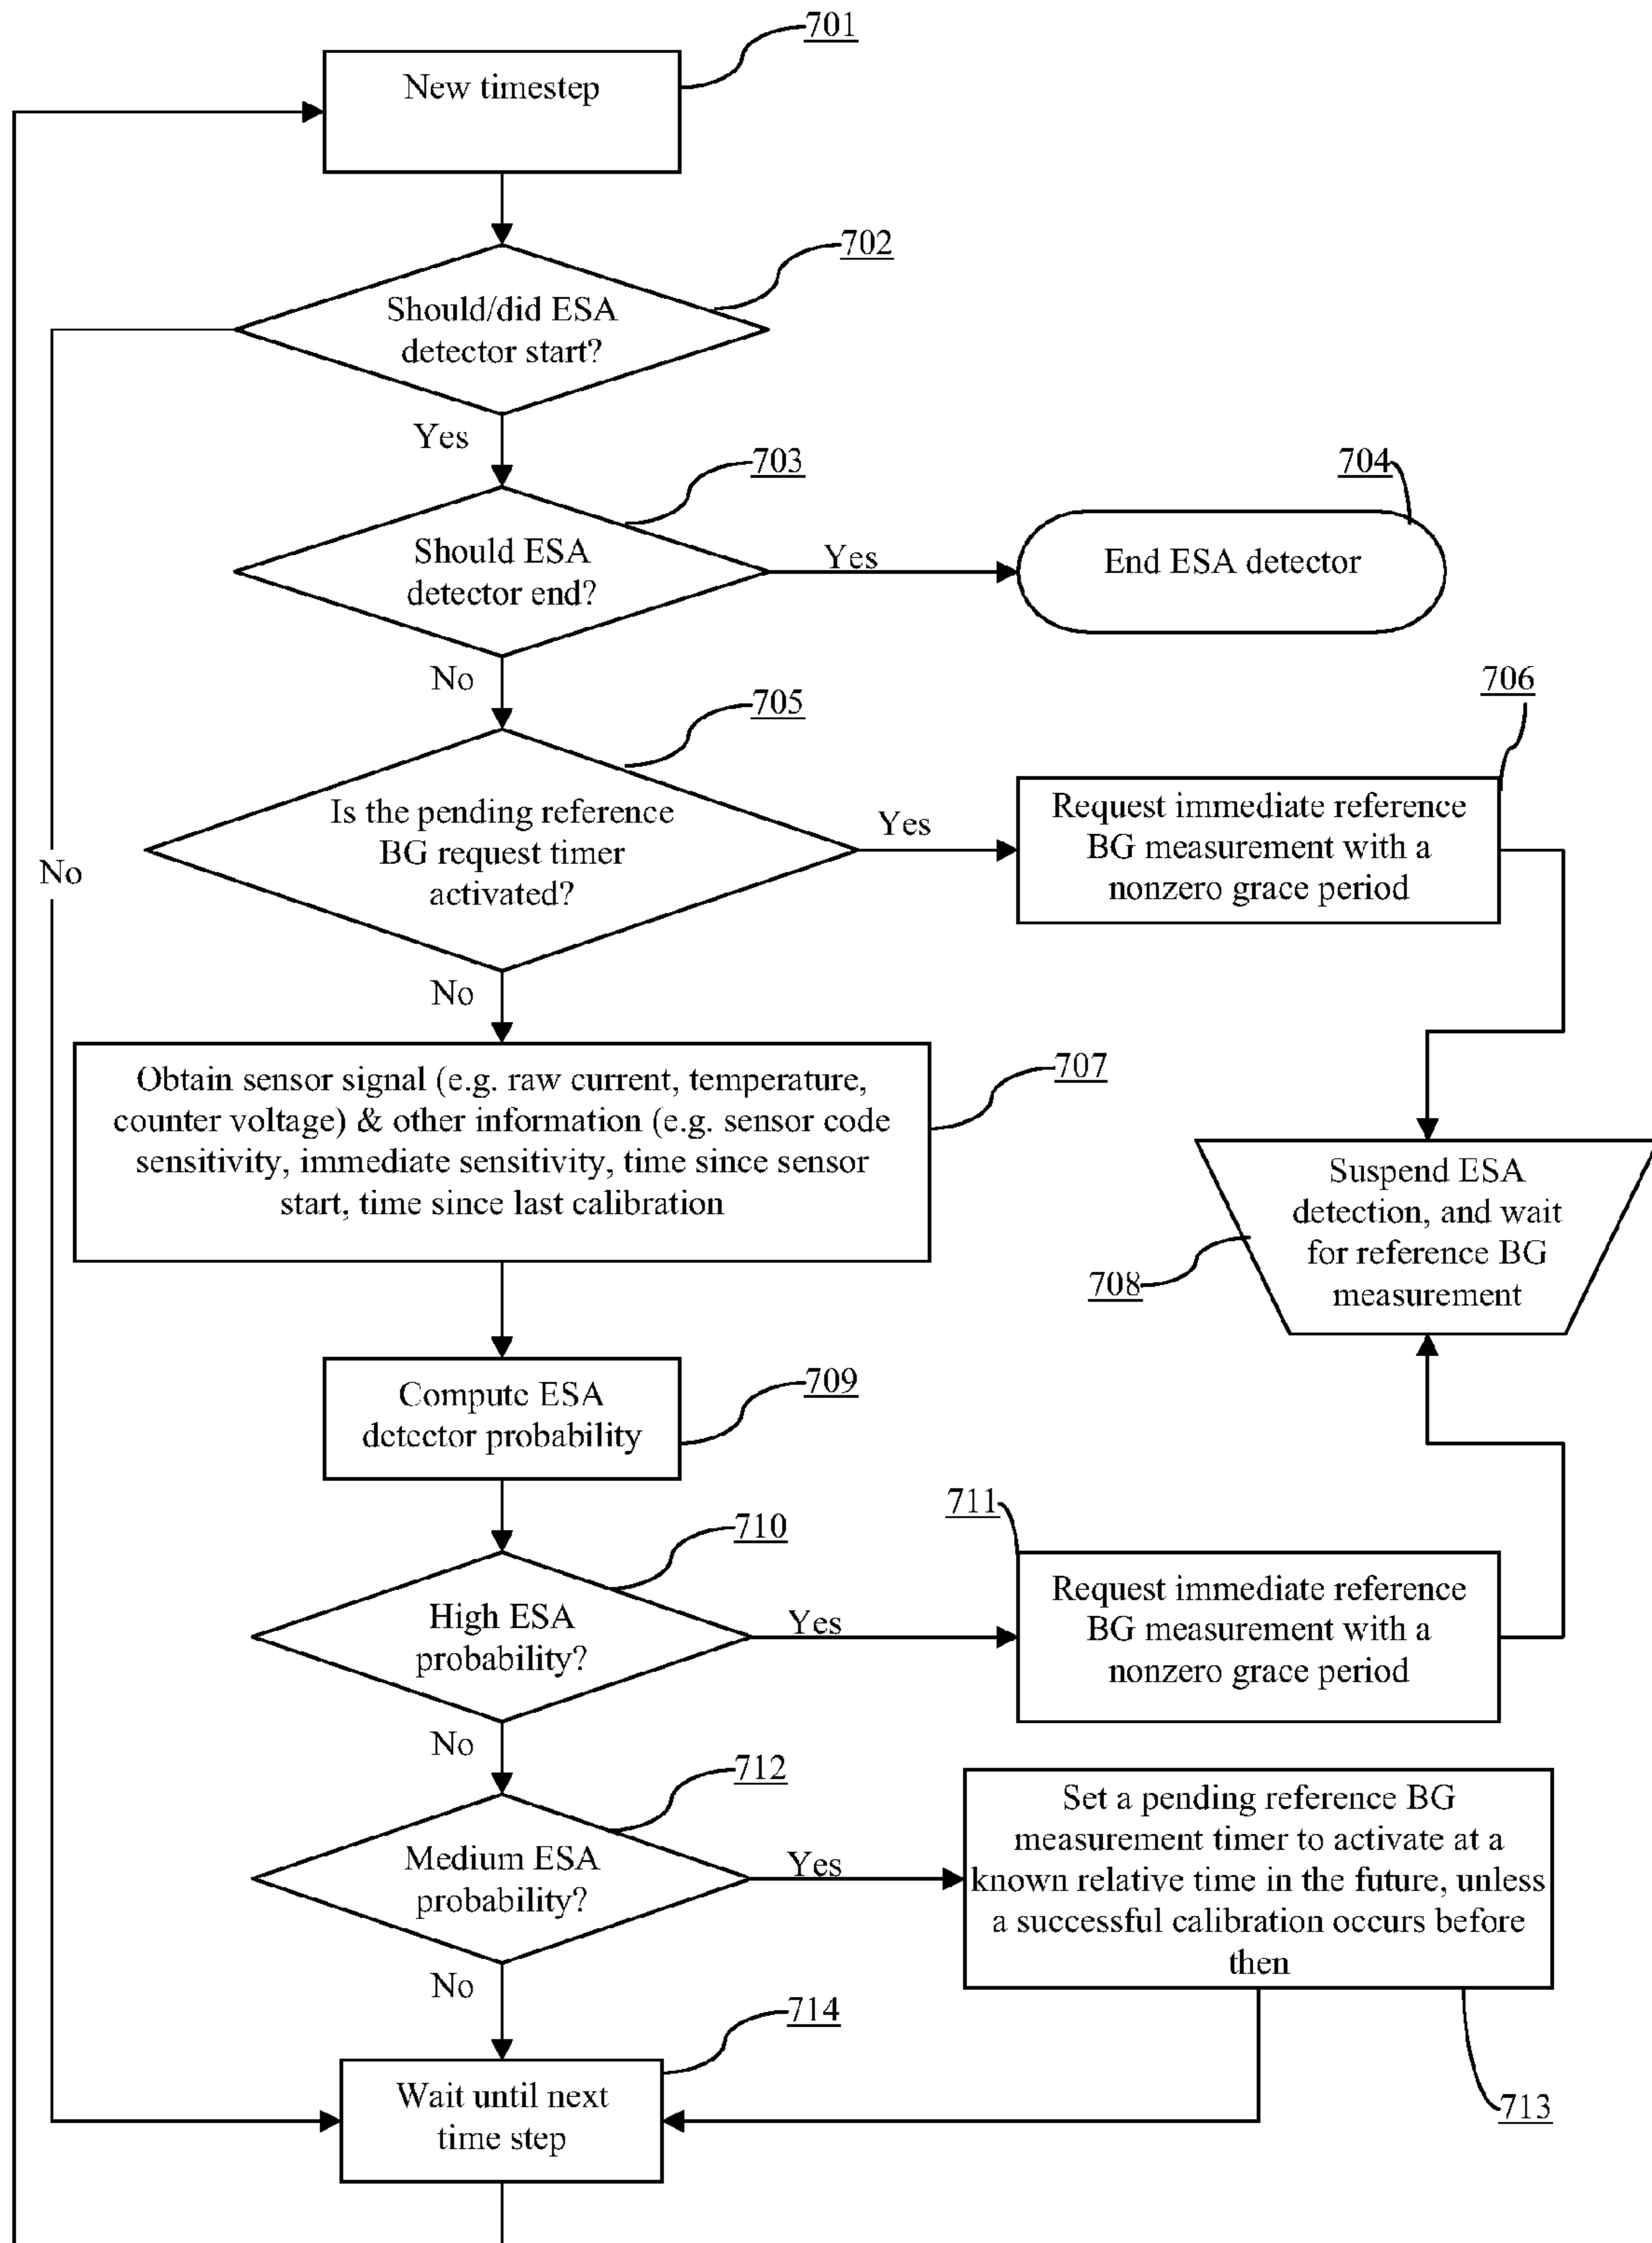 701
New timestep
702
Should/did ESA
detector start?
Yes
703
704
Should ESA
detector end?
Yes
End ESA detector
No
705
706
Is the pending reference
BG request timer
activated?
Yes
Request immediate reference
BG measurement with a
nonzero grace period
No
No
Obtain sensor signal (e.g. raw current, temperature,
counter voltage) & other information (e.g. sensor code
sensitivity, immediate sensitivity, time since sensor
start, time since last calibration
707
Suspend ESA
detection, and wait
for reference BG
measurement
708
Compute ESA
detector probability
709
710
711
High ESA
probability?
Yes
Request immediate reference
BG measurement with a
nonzero grace period
No
712
Medium ESA
probability?
Yes
Set a pending reference BG
measurement timer to activate at a
known relative time in the future, unless
a successful calibration occurs before
then
No
714
Wait until next
time step
713